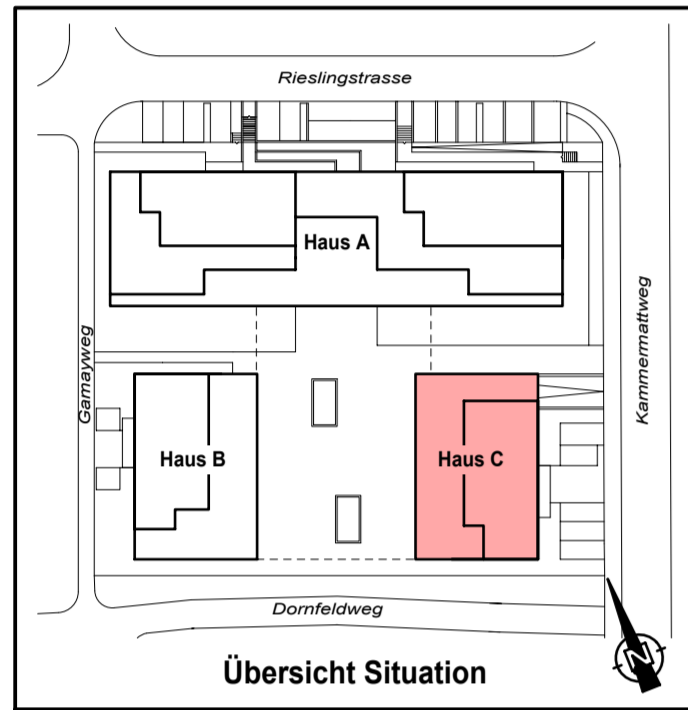 Rieslingstrasse
Haus A
Gamayweg
Kammermattweg
Haus B
Haus C
Dornfeldweg
Übersicht Situation
N